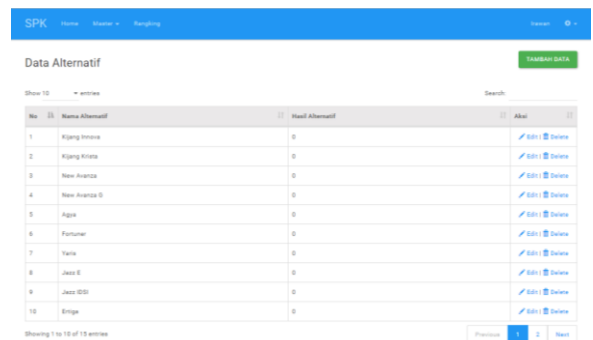 SPK Home Master Rangking Irawan
Data Alternatif
TAMBAH DATA
Show 10 entries
Search:
No Nama Alternatif Hasil Alternatif Aksi
1 Kijang Innova 0 Edit | Delete
2 Kijang Krista 0 Edit | Delete
3 New Avanza 0 Edit | Delete
4 New Avanza G 0 Edit | Delete
5 Agya 0 Edit | Delete
6 Fortuner 0 Edit | Delete
7 Yaris 0 Edit | Delete
8 Jazz E 0 Edit | Delete
9 Jazz IDSI 0 Edit | Delete
10 Ertiga 0 Edit | Delete
Showing 1 to 10 of 15 entries
Previous 1 2 Next